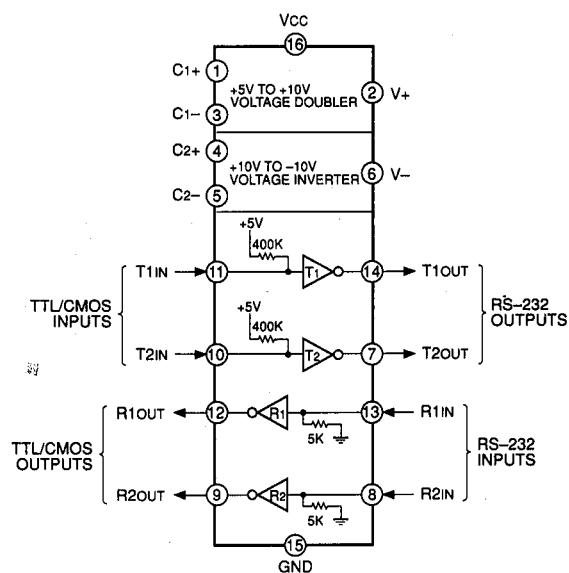 VCC
16
C1+ 1
+5V TO +10V
VOLTAGE DOUBLER
2 V+
C1– 3
C2+ 4
+10V TO –10V
VOLTAGE INVERTER
6 V–
C2– 5
+5V
400K
T1IN 11 T1 14 T1OUT
TTL/CMOS
INPUTS
RS–232
OUTPUTS
+5V
400K
T2IN 10 T2 7 T2OUT
R1OUT 12 R1 13 R1IN
5K
TTL/CMOS
OUTPUTS
RS–232
INPUTS
R2OUT 9 R2 8 R2IN
5K
15
GND